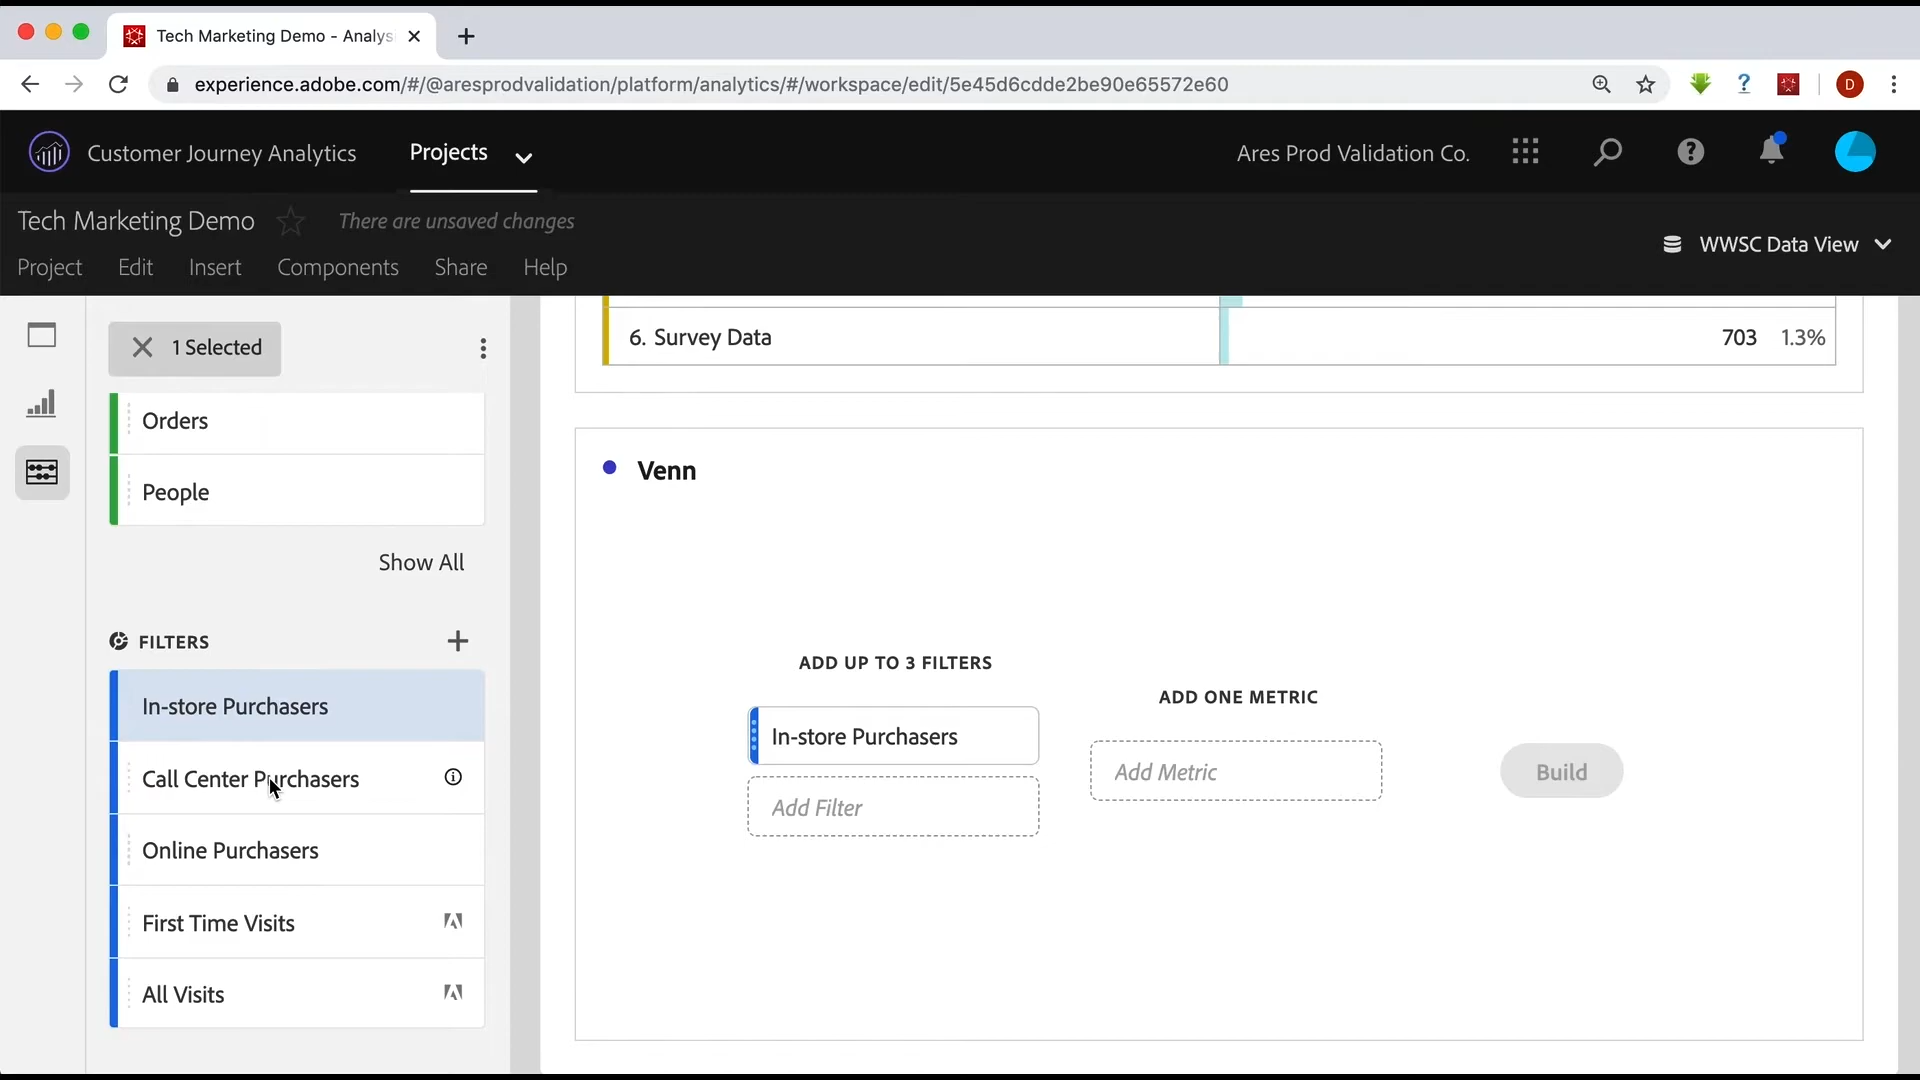 Tech Marketing Demo - Analys
experience.adobe.com/#/@aresprodvalidation/platform/analytics/#/workspace/edit/5e45d6cdde2be90e65572e60
D
Customer Journey Analytics
Projects
Ares Prod Validation Co.
Tech Marketing Demo
There are unsaved changes
WWSC Data View
Project
Edit
Insert
Components
Share
Help
1 Selected
Orders
People
Show All
FILTERS
In-store Purchasers
Call Center Purchasers
Online Purchasers
First Time Visits
All Visits
6. Survey Data
703 1.3%
Venn
ADD UP TO 3 FILTERS
In-store Purchasers
Add Filter
ADD ONE METRIC
Add Metric
Build